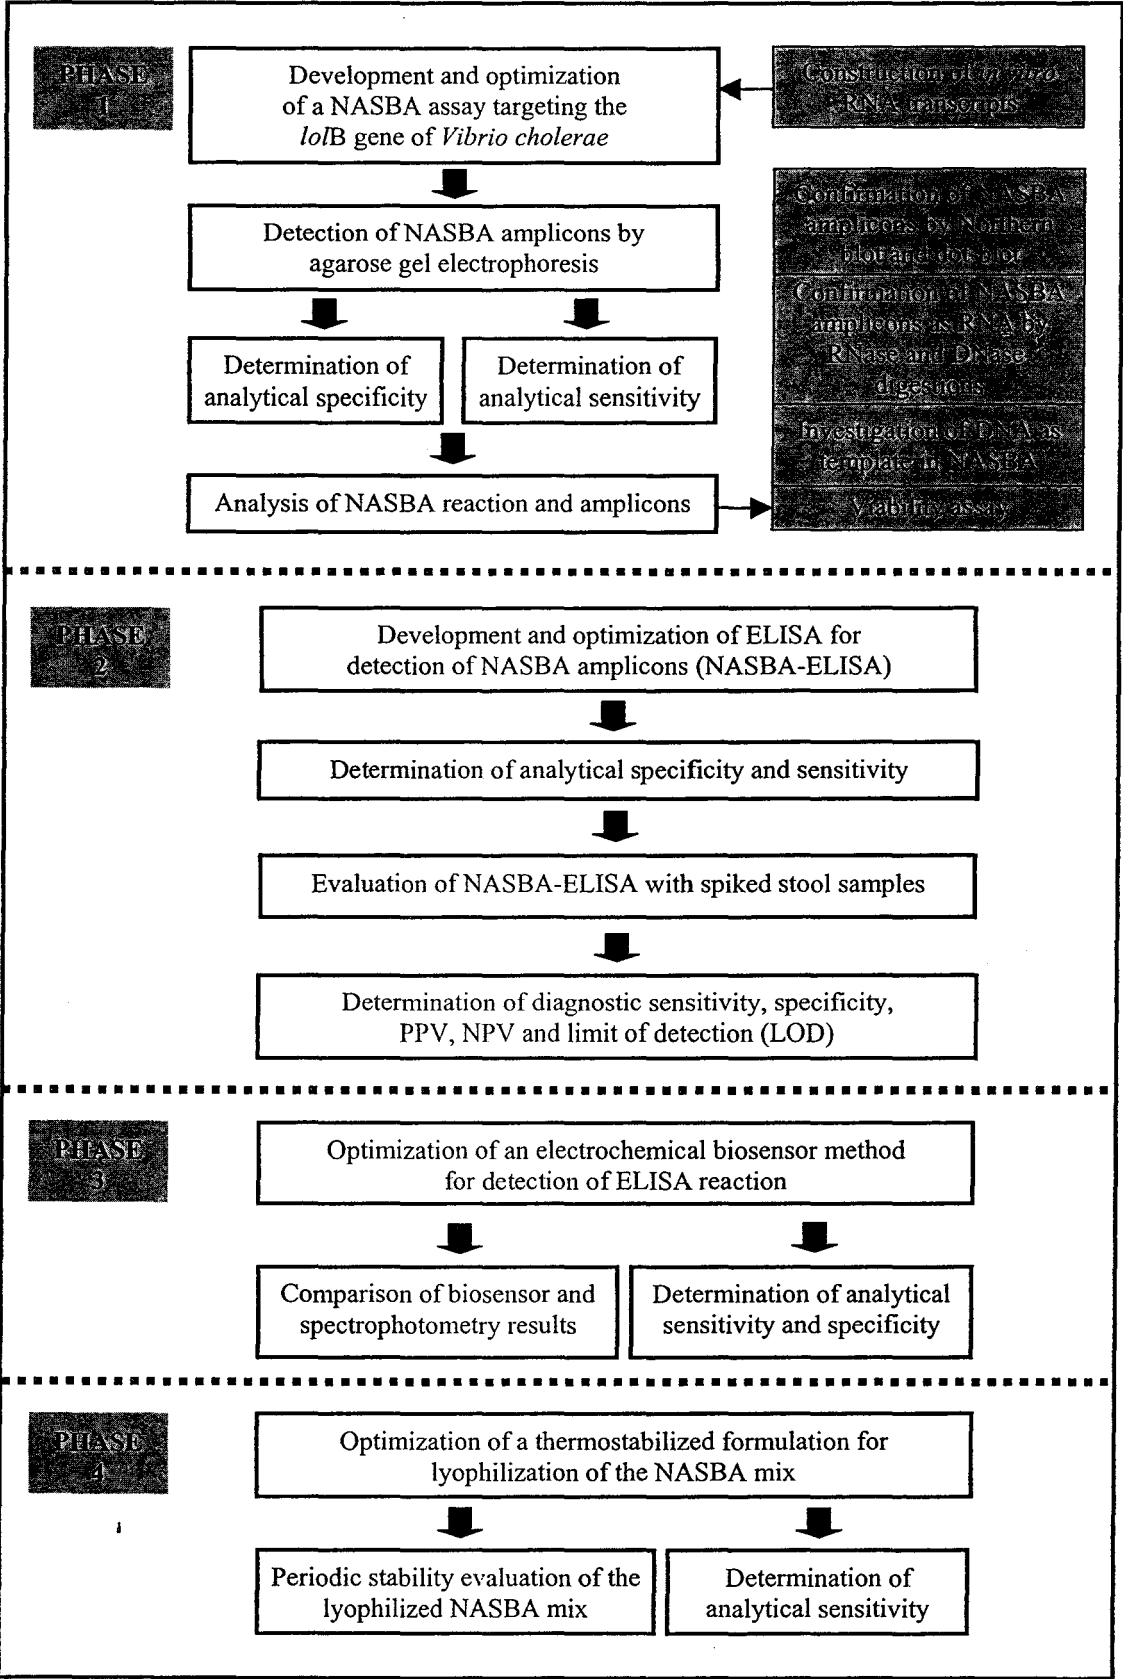 PHASE
1
Development and optimization
of a NASBA assay targeting the
lolB gene of Vibrio cholerae
Construction of in vitro
RNA transcripts
Detection of NASBA amplicons by
agarose gel electrophoresis
Determination of
analytical specificity
Determination of
analytical sensitivity
Analysis of NASBA reaction and amplicons
Confirmation of NASBA
amplicons by Northern
blot and dot-blot
Confirmation of NASBA
amplicons as RNA by
RNase and DNase
digestions
Investigation of DNA as
template in NASBA
Viability assay
PHASE
2
Development and optimization of ELISA for
detection of NASBA amplicons (NASBA-ELISA)
Determination of analytical specificity and sensitivity
Evaluation of NASBA-ELISA with spiked stool samples
Determination of diagnostic sensitivity, specificity,
PPV, NPV and limit of detection (LOD)
PHASE
3
Optimization of an electrochemical biosensor method
for detection of ELISA reaction
Comparison of biosensor and
spectrophotometry results
Determination of analytical
sensitivity and specificity
PHASE
4
Optimization of a thermostabilized formulation for
lyophilization of the NASBA mix
Periodic stability evaluation of the
lyophilized NASBA mix
Determination of
analytical sensitivity